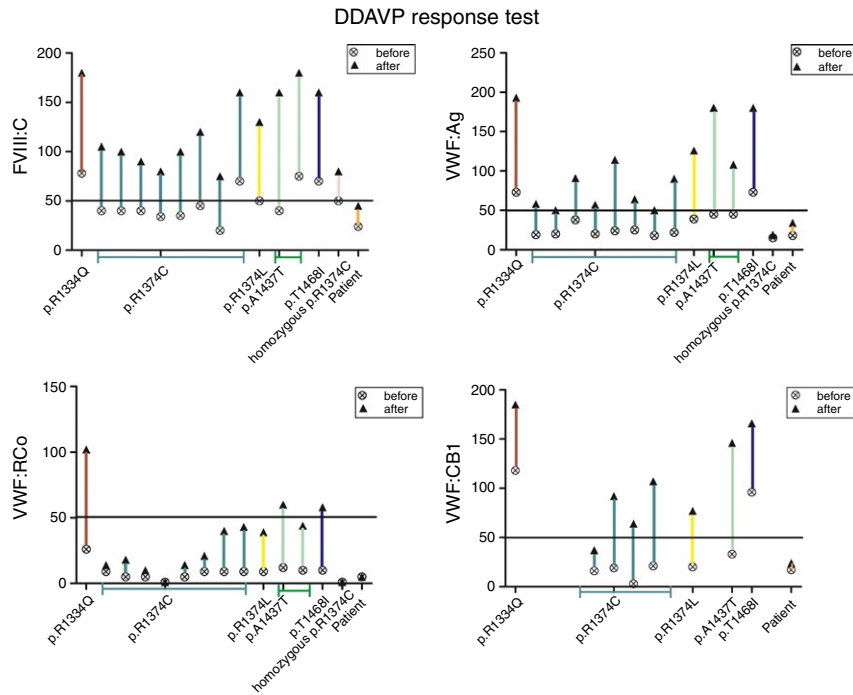 DDAVP response test
FVIII:C
200
150
100
50
0
before
after
p.R1334Q
p.R1374C
p.R1374L
p.A1437T
p.T1468I
homozygous p.R1374C
Patient
VWF:Ag
250
200
150
100
50
0
before
after
p.R1334Q
p.R1374C
p.R1374L
p.A1437T
p.T1468I
homozygous p.R1374C
Patient
VWF:RCo
150
100
50
0
before
after
p.R1334Q
p.R1374C
p.R1374L
p.A1437T
p.T1468I
homozygous p.R1374C
Patient
VWF:CB1
200
150
100
50
0
before
after
p.R1334Q
p.R1374C
p.R1374L
p.A1437T
p.T1468I
Patient